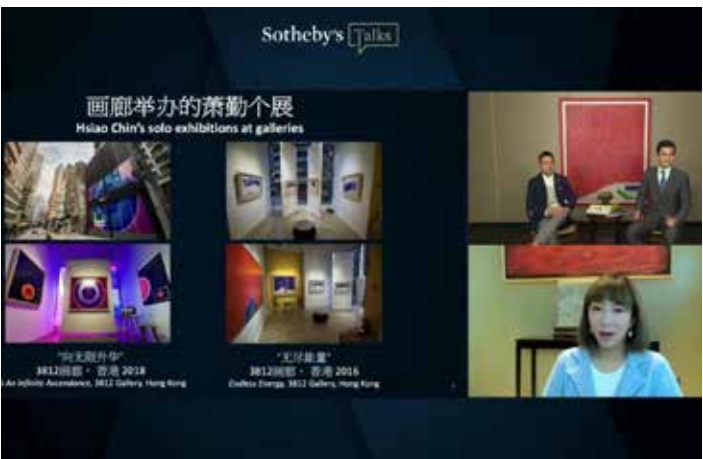 Sotheby's Talks
画廊举办的萧勤个展
Hsiao Chin's solo exhibitions at galleries
"向无限升华"
3812画廊 · 香港 2018
An Infinite Ascendance, 3812 Gallery, Hong Kong
"无尽能量"
3812画廊 · 香港 2016
Endless Energy, 3812 Gallery, Hong Kong